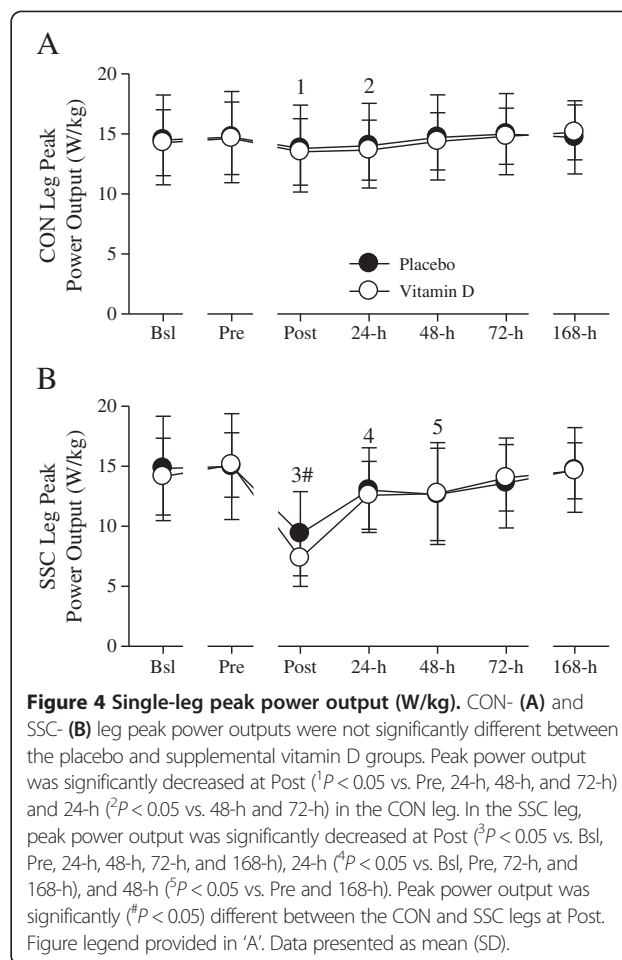 A
CON Leg Peak
Power Output (W/kg)
20
15
10
5
0
1
2
Placebo
Vitamin D
Bsl Pre Post 24-h 48-h 72-h 168-h
B
SSC Leg Peak
Power Output (W/kg)
20
15
10
5
0
3#
4
5
Bsl Pre Post 24-h 48-h 72-h 168-h
Figure 4 Single-leg peak power output (W/kg). CON- (A) and
SSC- (B) leg peak power outputs were not significantly different between
the placebo and supplemental vitamin D groups. Peak power output
was significantly decreased at Post (¹P < 0.05 vs. Pre, 24-h, 48-h, and 72-h)
and 24-h (²P < 0.05 vs. 48-h and 72-h) in the CON leg. In the SSC leg,
peak power output was significantly decreased at Post (³P < 0.05 vs. Bsl,
Pre, 24-h, 48-h, 72-h, and 168-h), 24-h (⁴P < 0.05 vs. Bsl, Pre, 72-h, and
168-h), and 48-h (⁵P < 0.05 vs. Pre and 168-h). Peak power output was
significantly (#P < 0.05) different between the CON and SSC legs at Post.
Figure legend provided in ‘A’. Data presented as mean (SD).